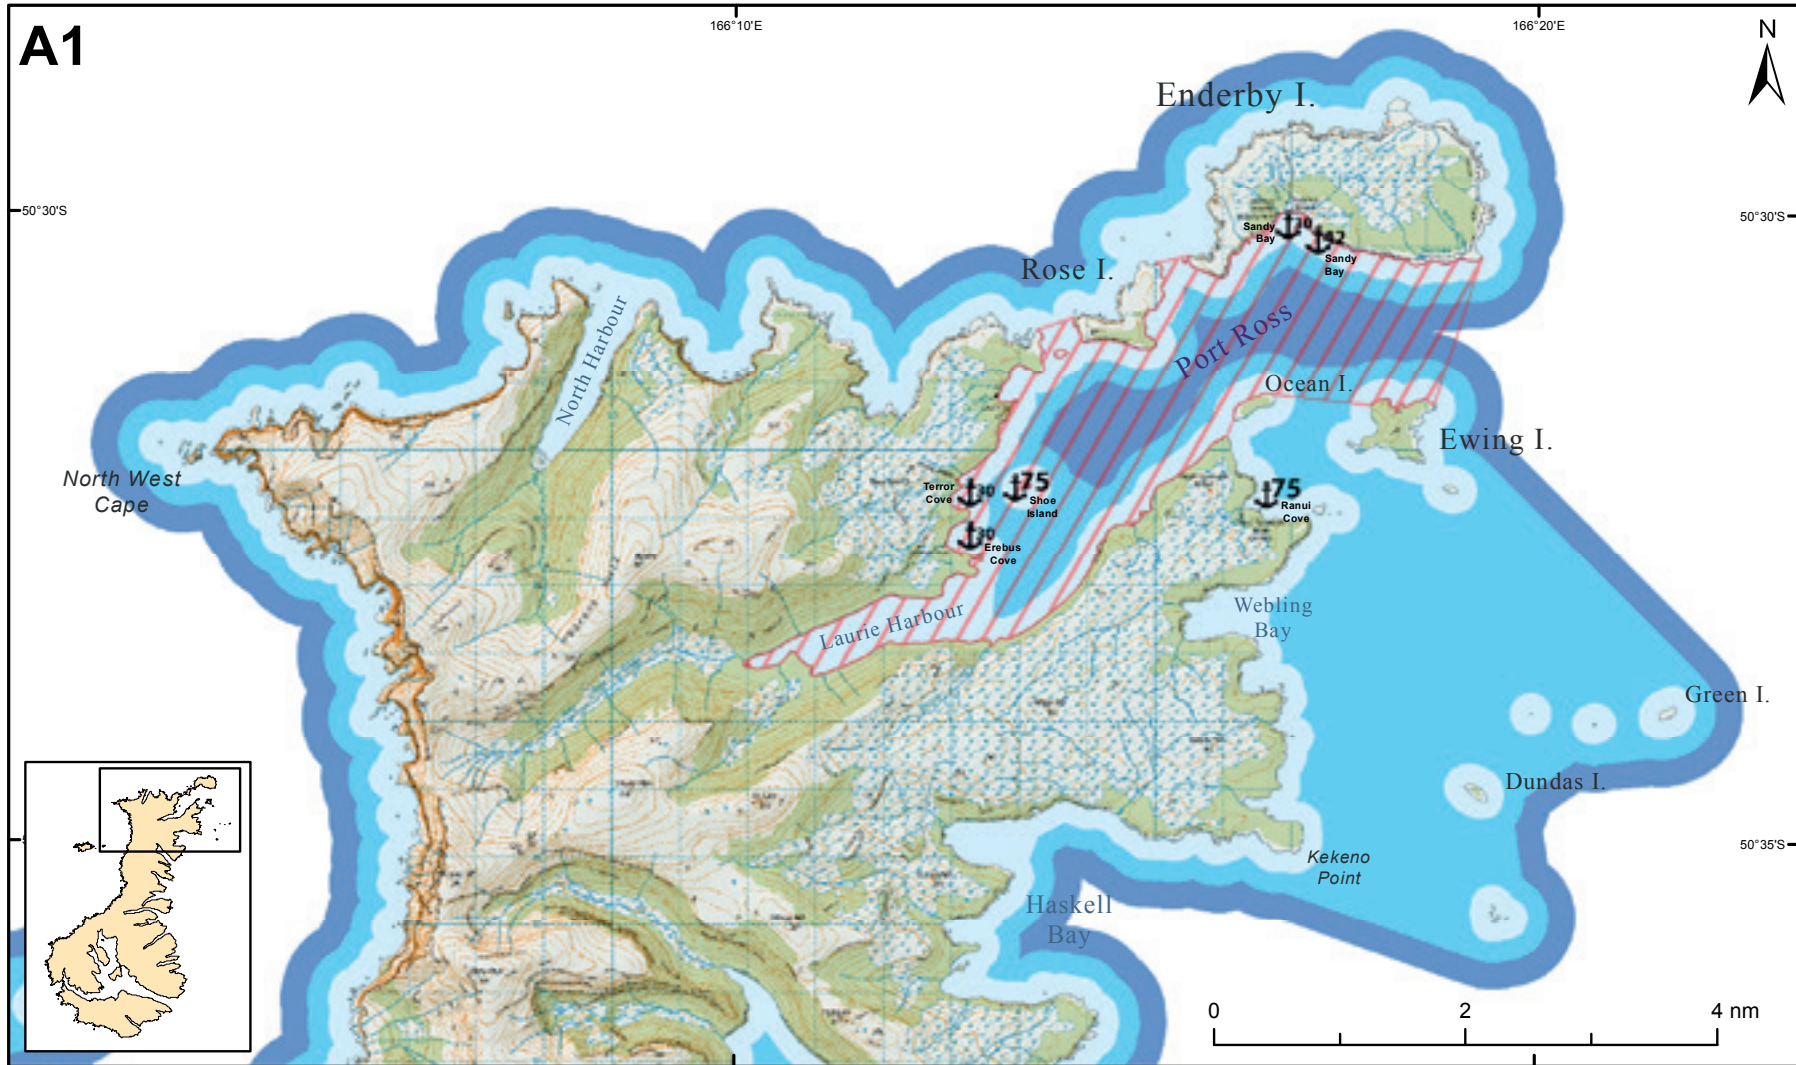 A1
166°10'E
166°20'E
N
Enderby I.
50°30'S
50°30'S
Sandy
Bay
30
42
Sandy
Bay
Rose I.
North Harbour
Port Ross
Ocean I.
Ewing I.
North West
Cape
Terror
Cove
30
75
Shoe
Island
75
Ranui
Cove
30
Erebus
Cove
Laurie Harbour
Webling
Bay
Green I.
Dundas I.
50°35'S
Kekeno
Point
Haskell
Bay
0
2
4 nm